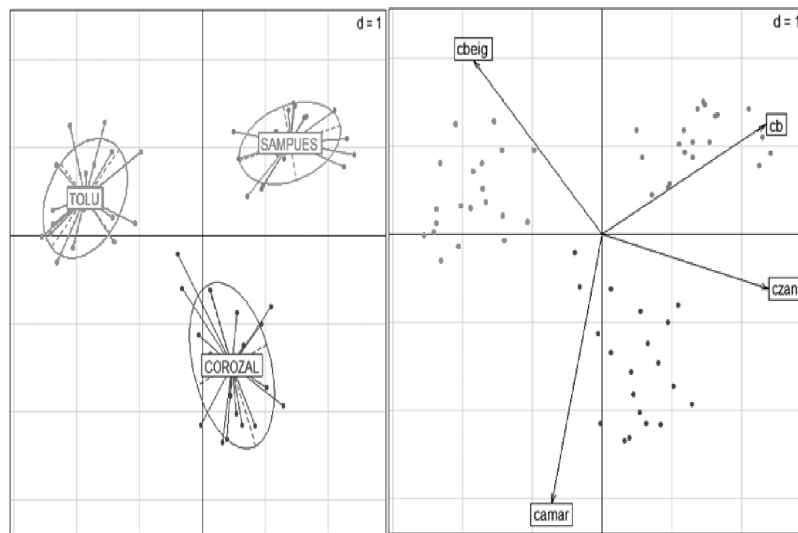 d = 1
SAMPUES
TOLU
COROZAL
d = 1
cbeig
cb
czan
camar